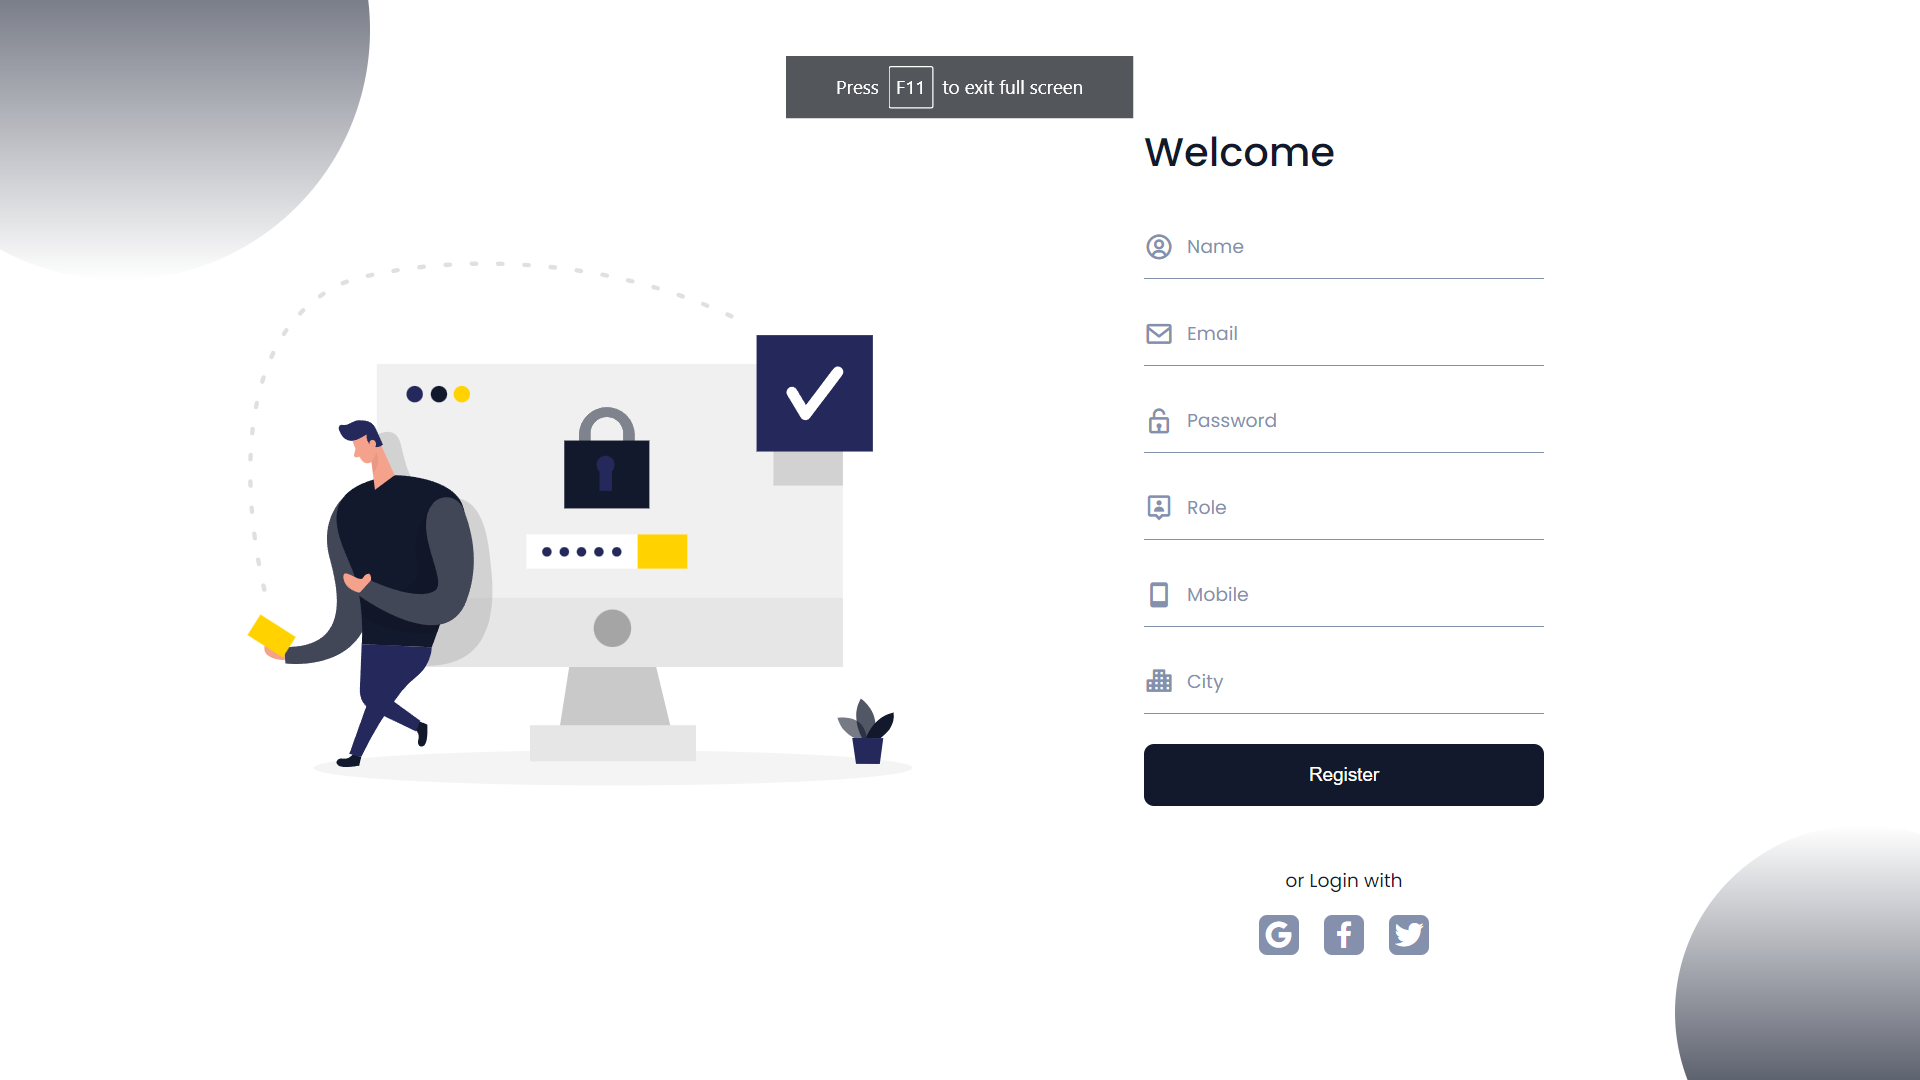 Press F11 to exit full screen
Welcome
Name
Email
Password
Role
Mobile
City
Register
or Login with